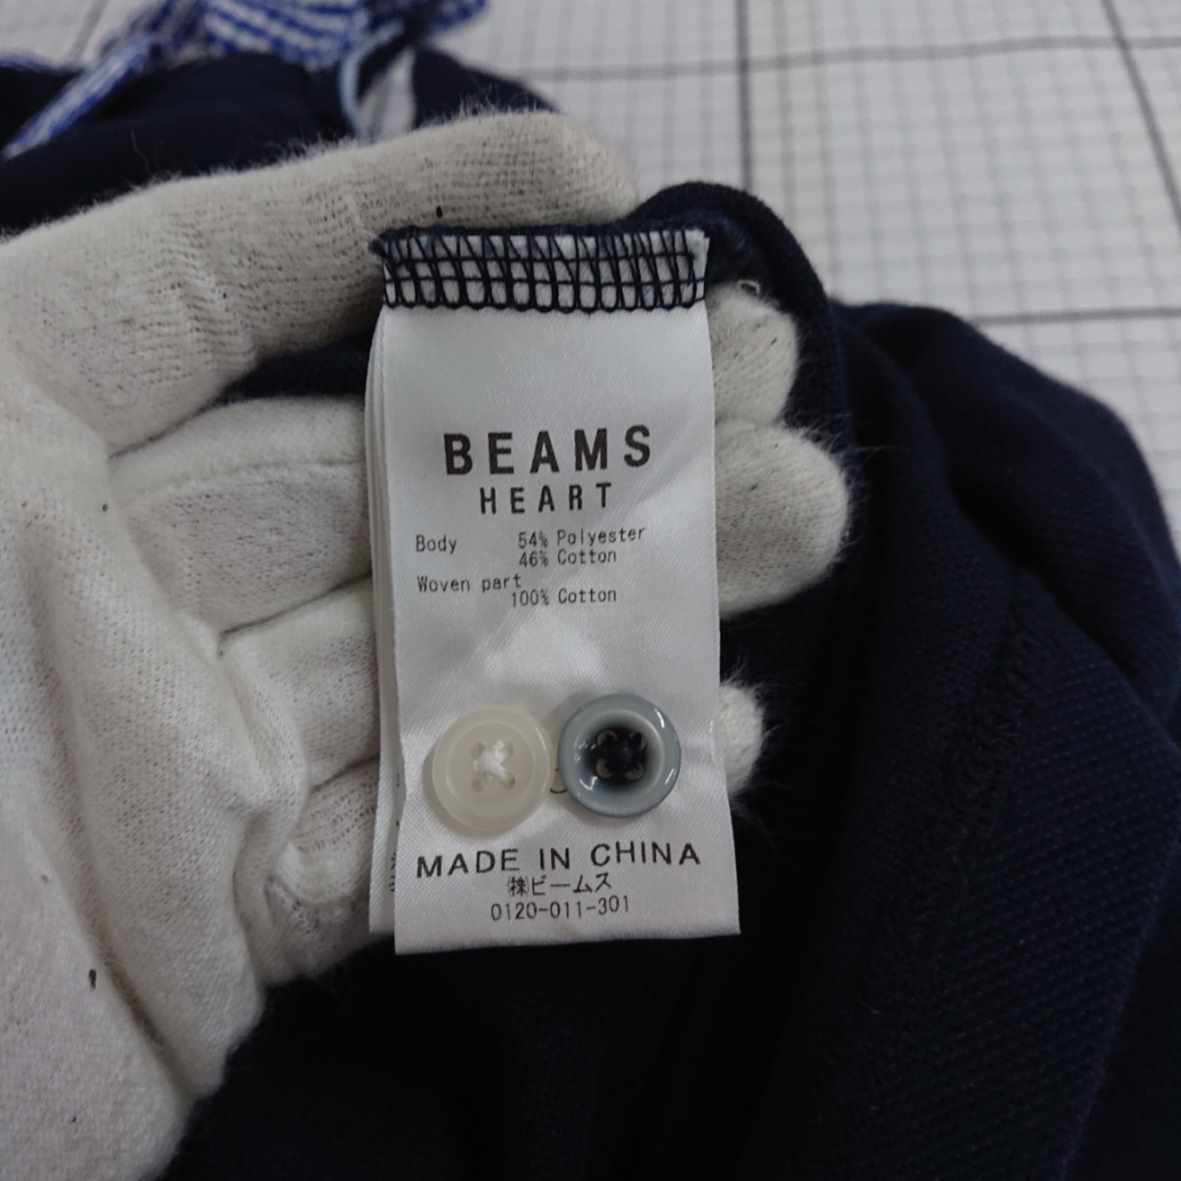 BEAMS
HEART
Body 54% Polyester
46% Cotton
Woven part
100% Cotton
MADE IN CHINA
㈱ビームス
0120-011-301